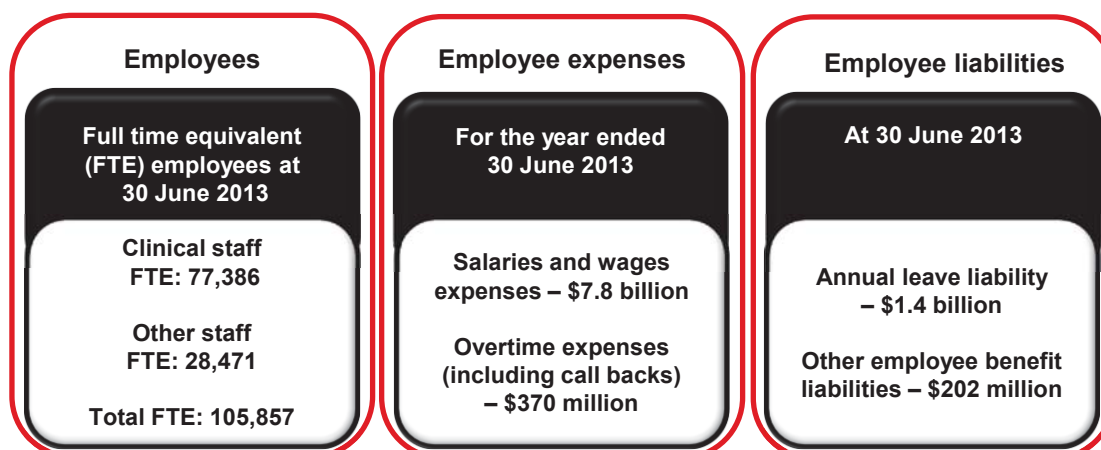 Employees
Full time equivalent
(FTE) employees at
30 June 2013
Clinical staff
FTE: 77,386
Other staff
FTE: 28,471
Total FTE: 105,857
Employee expenses
For the year ended
30 June 2013
Salaries and wages
expenses – $7.8 billion
Overtime expenses
(including call backs)
– $370 million
Employee liabilities
At 30 June 2013
Annual leave liability
– $1.4 billion
Other employee benefit
liabilities – $202 million